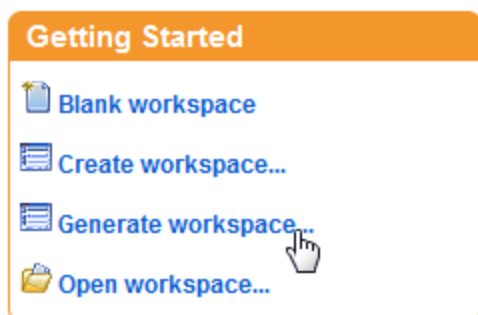 Getting Started
Blank workspace
Create workspace...
Generate workspace...
Open workspace...